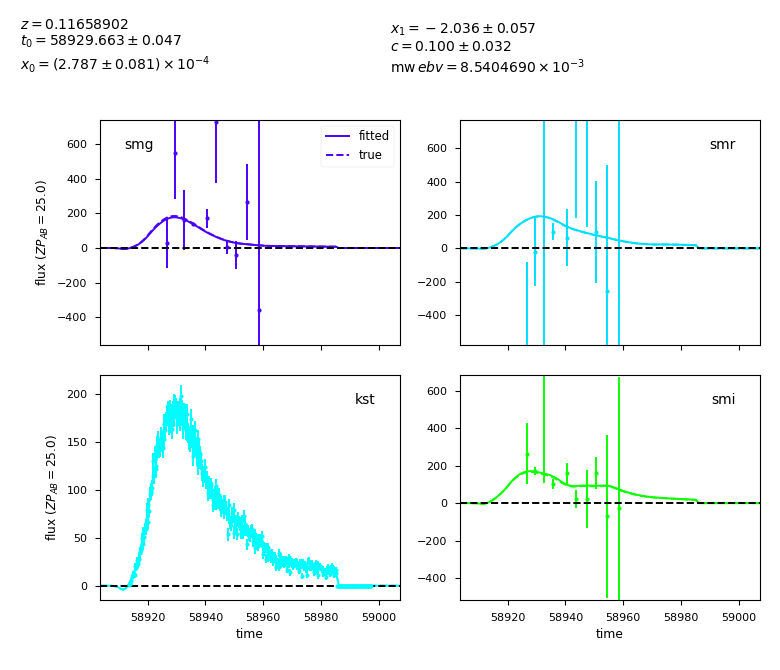 z = 0.11658902
t₀ = 58929.663 ± 0.047
x₀ = (2.787 ± 0.081) × 10⁻⁴
x₁ = −2.036 ± 0.057
c = 0.100 ± 0.032
mw ebv = 8.5404690 × 10⁻³
smg
fitted
true
600
400
200
0
−200
−400
flux (ZP_AB = 25.0)
smr
600
400
200
0
−200
−400
kst
200
150
100
50
0
flux (ZP_AB = 25.0)
58920 58940 58960 58980 59000
time
smi
600
400
200
0
−200
−400
58920 58940 58960 58980 59000
time